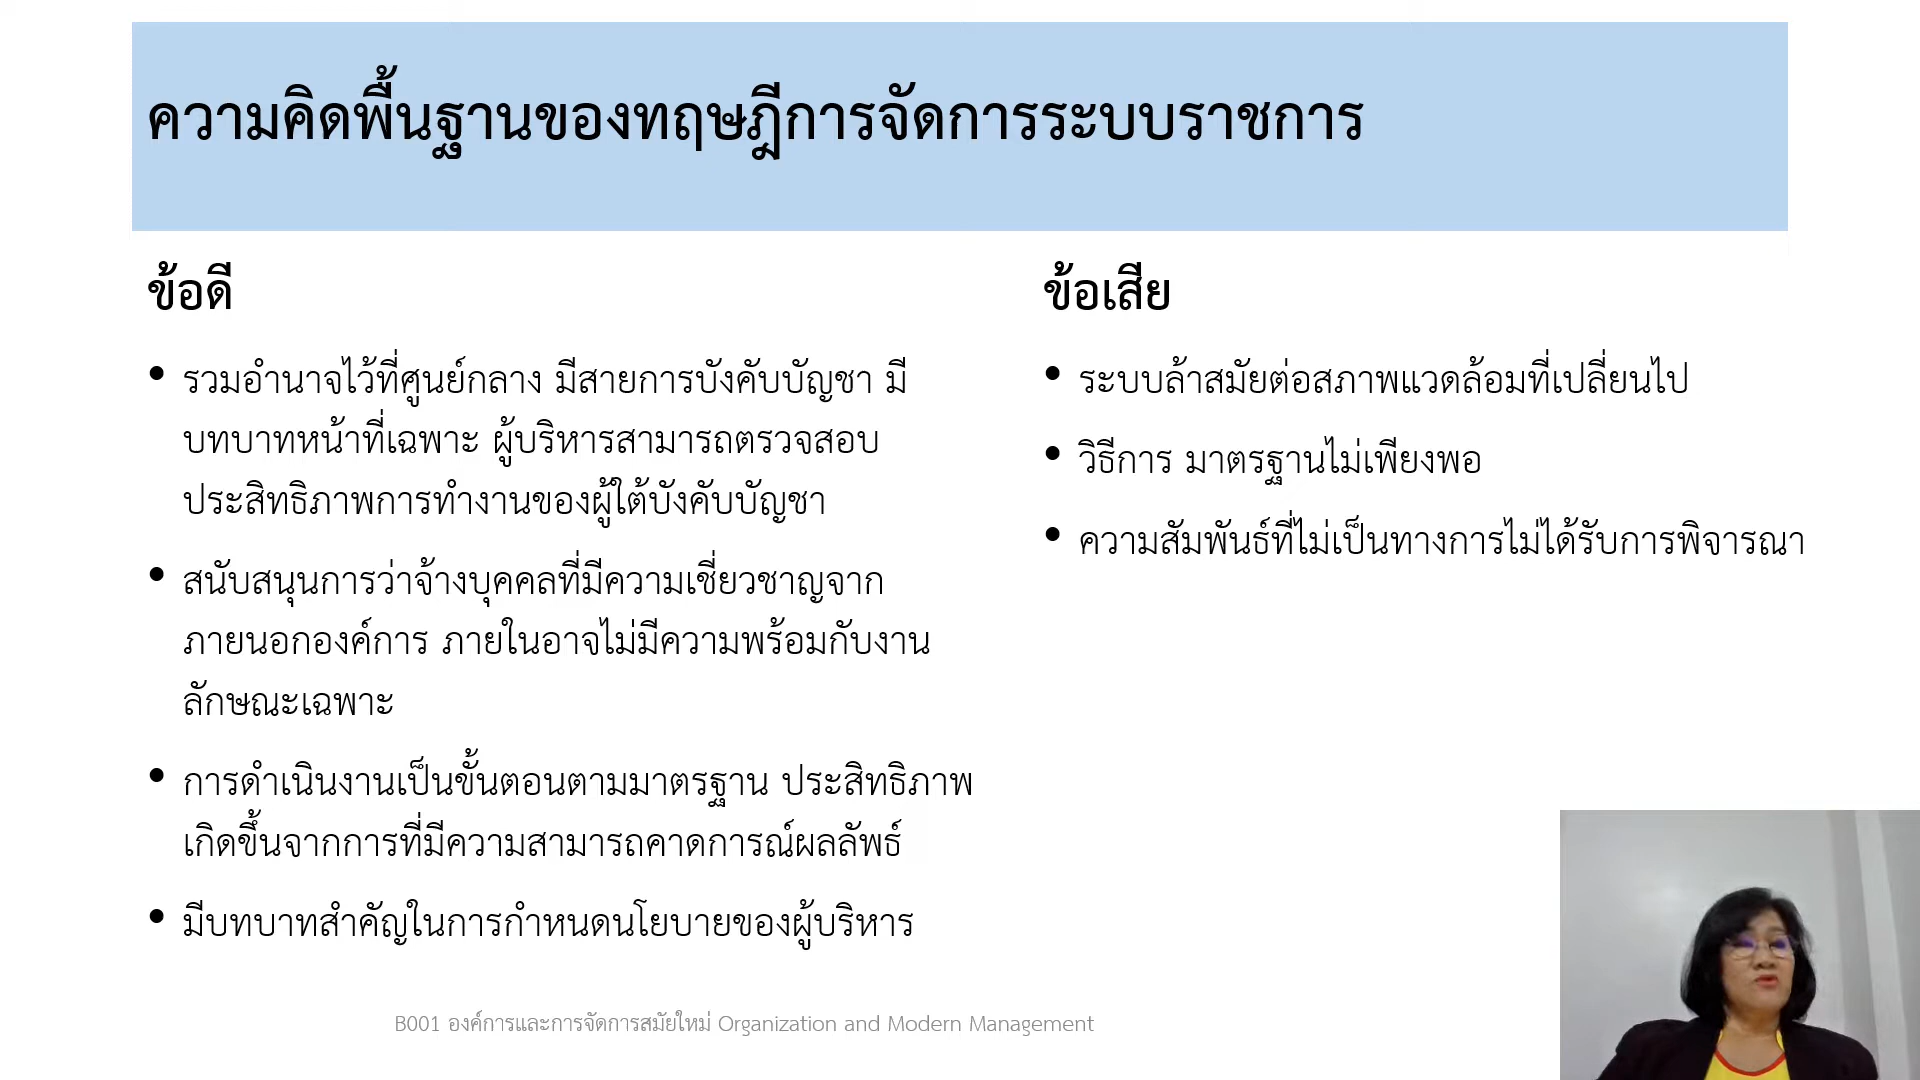 ความคิดพื้นฐานของทฤษฎีการจัดการระบบราชการ
ข้อดี
• รวมอำนาจไว้ที่ศูนย์กลาง มีสายการบังคับบัญชา มี
บทบาทหน้าที่เฉพาะ ผู้บริหารสามารถตรวจสอบ
ประสิทธิภาพการทำงานของผู้ใต้บังคับบัญชา
• สนับสนุนการว่าจ้างบุคคลที่มีความเชี่ยวชาญจาก
ภายนอกองค์การ ภายในอาจไม่มีความพร้อมกับงาน
ลักษณะเฉพาะ
• การดำเนินงานเป็นขั้นตอนตามมาตรฐาน ประสิทธิภาพ
เกิดขึ้นจากการที่มีความสามารถคาดการณ์ผลลัพธ์
• มีบทบาทสำคัญในการกำหนดนโยบายของผู้บริหาร
ข้อเสีย
• ระบบล้าสมัยต่อสภาพแวดล้อมที่เปลี่ยนไป
• วิธีการ มาตรฐานไม่เพียงพอ
• ความสัมพันธ์ที่ไม่เป็นทางการไม่ได้รับการพิจารณา
B001 องค์การและการจัดการสมัยใหม่ Organization and Modern Management